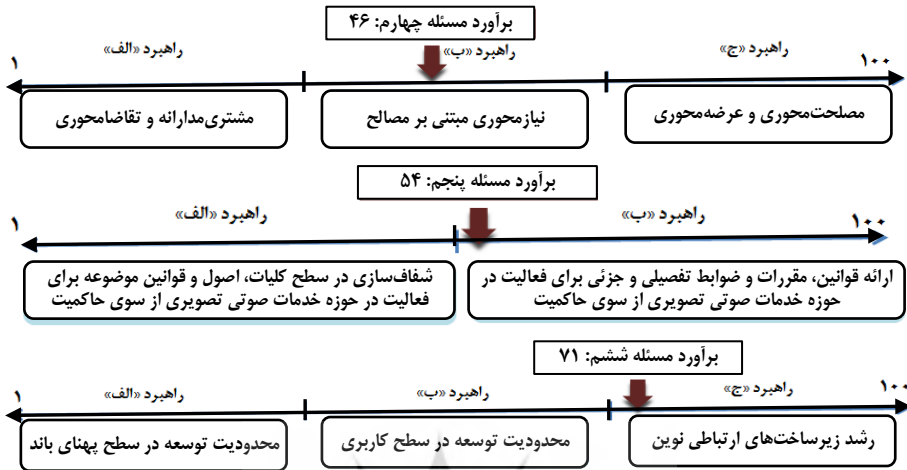 برآورد مسئله چهارم: ۴۶
راهبرد «ج» راهبرد «ب» راهبرد «الف»
۱۰۰ ۱
مصلحت‌محوری و عرضه‌محوری
نیازمحوری مبتنی بر مصالح
مشتری‌مدارانه و تقاضامحوری
برآورد مسئله پنجم: ۵۴
راهبرد «ب» راهبرد «الف»
۱۰۰ ۱
ارائه قوانین، مقررات و ضوابط تفصیلی و جزئی برای فعالیت در
حوزه خدمات صوتی تصویری از سوی حاکمیت
شفاف‌سازی در سطح کلیات، اصول و قوانین موضوعه برای
فعالیت در حوزه خدمات صوتی تصویری از سوی حاکمیت
برآورد مسئله ششم: ۷۱
راهبرد «ج» راهبرد «ب» راهبرد «الف»
۱۰۰ ۱
رشد زیرساخت‌های ارتباطی نوین
محدودیت توسعه در سطح کاربری
محدودیت توسعه در سطح پهنای باند